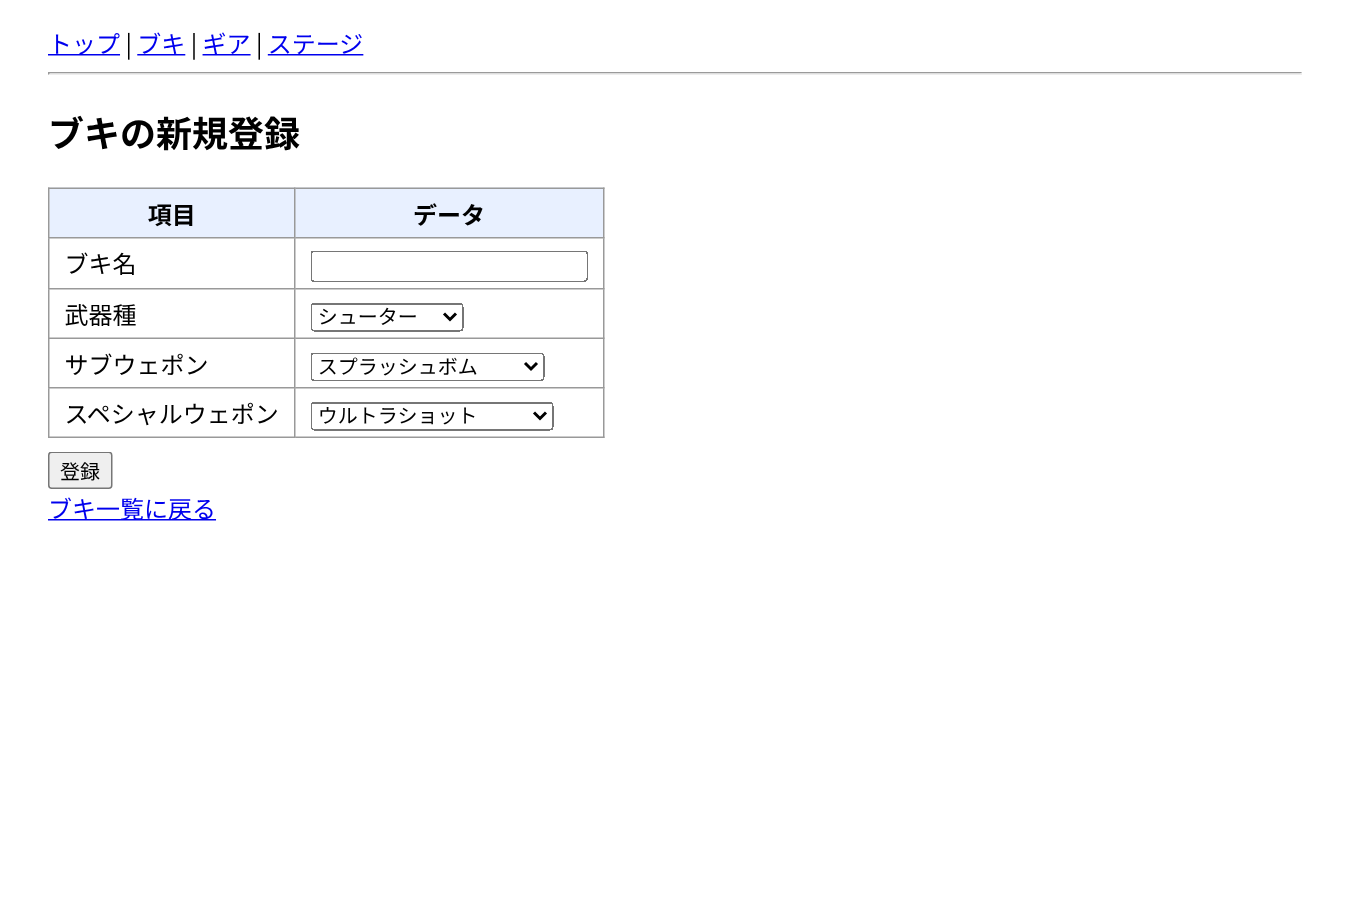 トップ | ブキ | ギア | ステージ
ブキの新規登録
項目 データ
ブキ名
武器種 シューター
サブウェポン スプラッシュボム
スペシャルウェポン ウルトラショット
登録
ブキ一覧に戻る